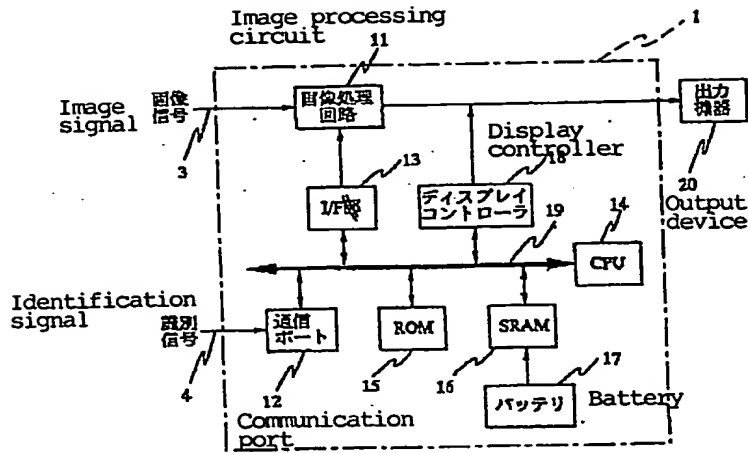 Image processing
circuit
11
1
Image
signal
画像
信号
3
画像処理
回路
出力
機器
20
Output
device
Display
controller
18
13
I/F部
ディスプレイ
コントローラ
19
14
CPU
Identification
signal
識別
信号
4
通信
ポート
12
ROM
15
SRAM
16
17
バッテリ
Battery
Communication
port